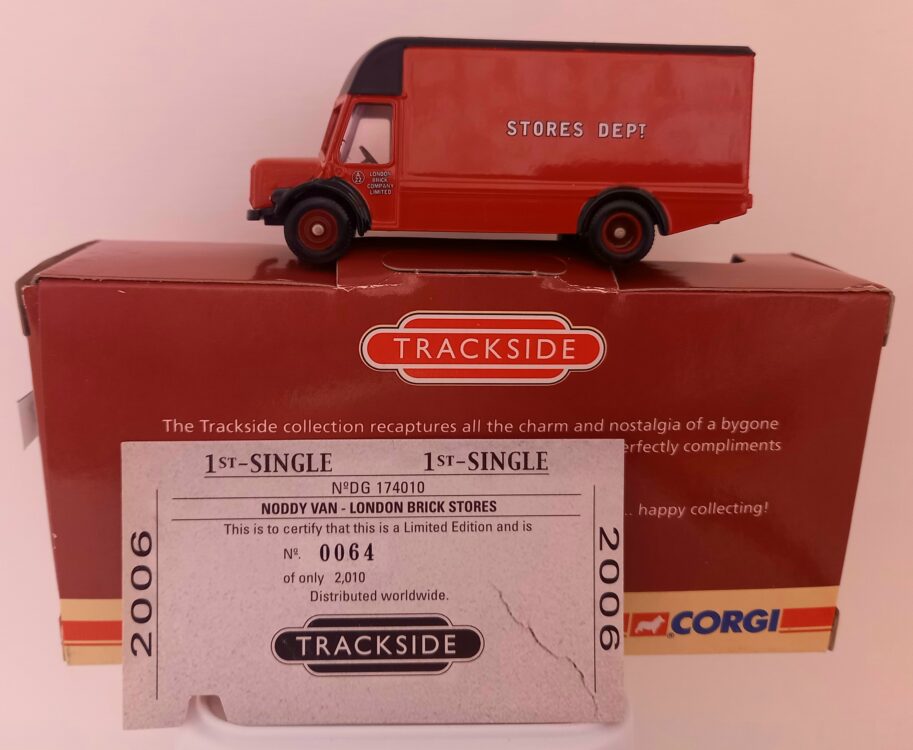 STORES DEPT
A
22
LONDON
BRICK
COMPANY
LIMITED
TRACKSIDE
The Trackside collection recaptures all the charm and nostalgia of a bygone
erfectly compliments
.. happy collecting!
1ST-SINGLE 1ST-SINGLE
NºDG 174010
NODDY VAN - LONDON BRICK STORES
This is to certify that this is a Limited Edition and is
Nº. 0064
of only 2,010
Distributed worldwide.
TRACKSIDE
2006
2006
CORGI